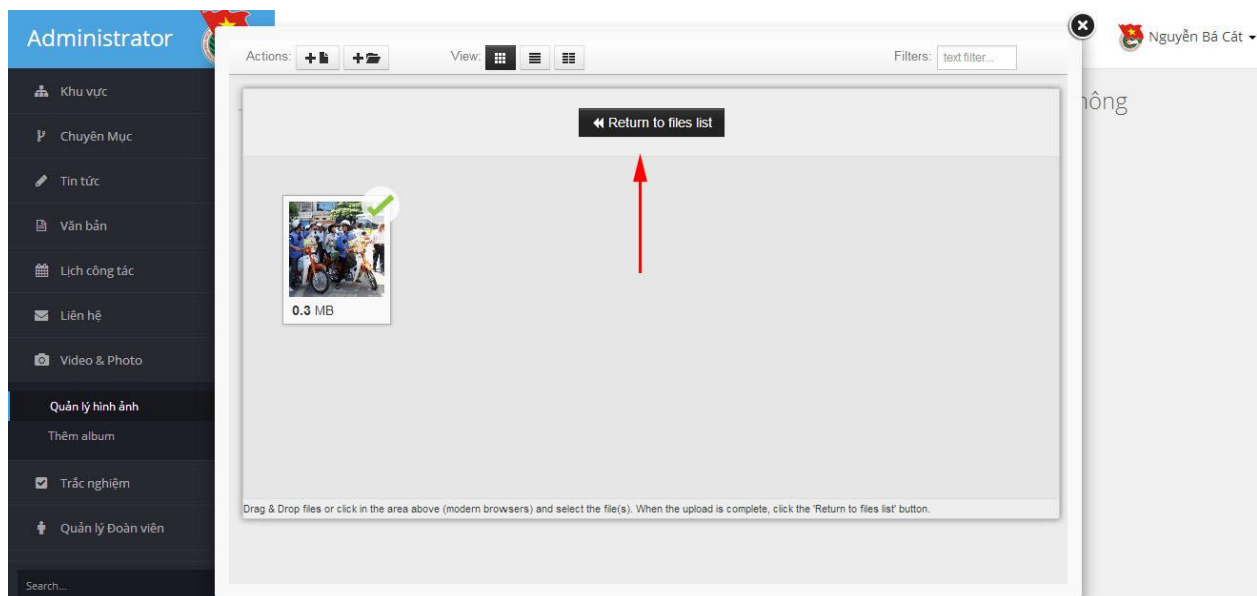 Administrator
Nguyễn Bá Cát
Actions:
View:
Filters: text filter...
Khu vực
Chuyên Mục
Tin tức
Văn bản
Lịch công tác
Liên hệ
Video & Photo
Quản lý hình ảnh
Thêm album
Trắc nghiệm
Quản lý Đoàn viên
Search...
Return to files list
0.3 MB
Drag & Drop files or click in the area above (modern browsers) and select the file(s). When the upload is complete, click the 'Return to files list' button.